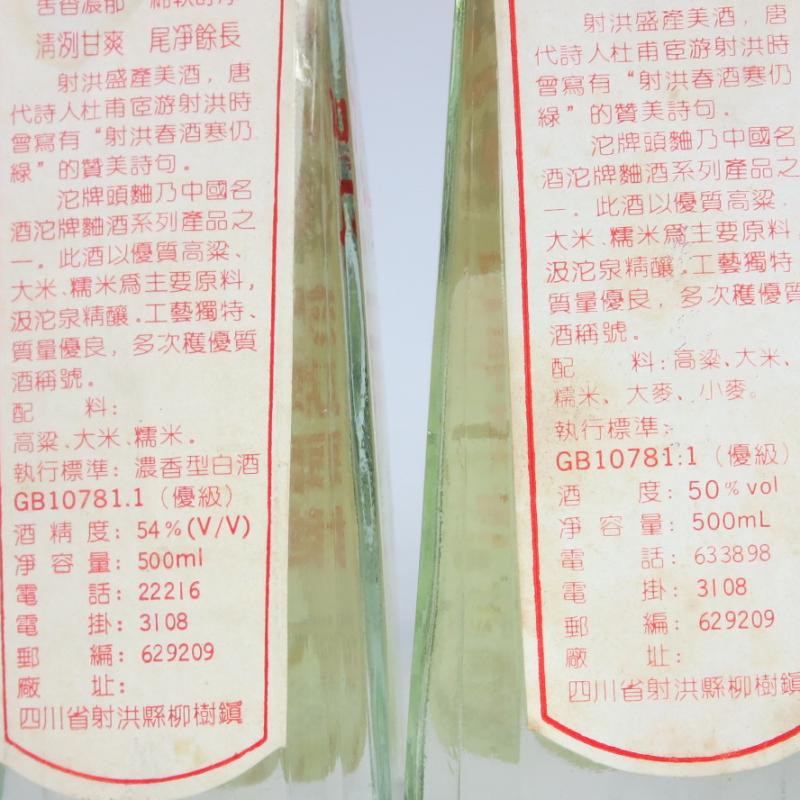 清冽甘爽 尾凈餘長
射洪盛產美酒，唐
代詩人杜甫宦游射洪時
曾寫有“射洪春酒寒仍
綠”的贊美詩句。
沱牌頭麯乃中國名
酒沱牌麯酒系列產品之
一。此酒以優質高粱、
大米、糯米為主要原料，
汲沱泉精釀。工藝獨特、
質量優良，多次穫優質
酒稱號。
配 料：
高粱、大米、糯米。
執行標準：濃香型白酒
GB10781.1（優級）
酒精度：54%(V/V)
凈容量：500ml
電 話：22216
電 掛：3108
郵 編：629209
廠 址：
四川省射洪縣柳樹鎮
射洪盛產美酒，唐
代詩人杜甫宦游射洪時
曾寫有“射洪春酒寒仍
綠”的贊美詩句。
沱牌頭麯乃中國名
酒沱牌麯酒系列產品之
一。此酒以優質高粱、
大米、糯米為主要原料
汲沱泉精釀。工藝獨特
質量優良，多次穫優質
酒稱號。
配 料：高粱、大米、
糯米、大麥、小麥。
執行標準：
GB10781.1（優級）
酒 度：50%vol
凈容量：500mL
電 話：633898
電 掛：3108
郵 編：629209
廠 址：
四川省射洪縣柳樹鎮